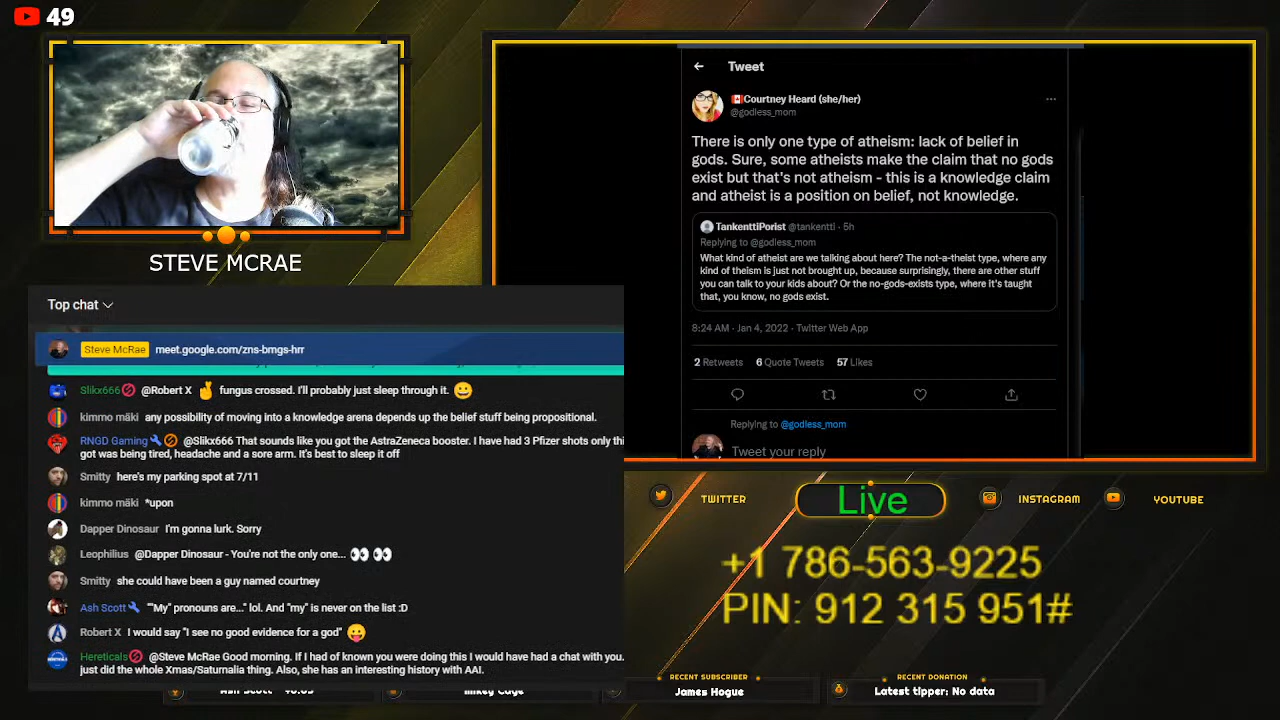 49
STEVE MCRAE
Tweet
🇨🇦Courtney Heard (she/her)
@godless_mom
There is only one type of atheism: lack of belief in
gods. Sure, some atheists make the claim that no gods
exist but that's not atheism - this is a knowledge claim
and atheist is a position on belief, not knowledge.
TankenttiPorist @tankentti · 5h
Replying to @godless_mom
What kind of atheist are we talking about here? The not-a-theist type, where any
kind of theism is just not brought up, because surprisingly, there are other stuff
you can talk to your kids about? Or the no-gods-exists type, where it's taught
that, you know, no gods exist.
8:24 AM · Jan 4, 2022 · Twitter Web App
2 Retweets 6 Quote Tweets 57 Likes
Replying to @godless_mom
Tweet your reply
Top chat
Steve McRae meet.google.com/zns-bmgs-hrr
Slikx666 @Robert X 🤞 fungus crossed. I'll probably just sleep through it. 😀
kimmo mäki any possibility of moving into a knowledge arena depends up the belief stuff being propositional.
RNGD Gaming @Slikx666 That sounds like you got the AstraZeneca booster. I have had 3 Pfizer shots only thi
got was being tired, headache and a sore arm. It's best to sleep it off
Smitty here's my parking spot at 7/11
kimmo mäki *upon
Dapper Dinosaur I'm gonna lurk. Sorry
Leophilius @Dapper Dinosaur - You're not the only one... 👀 👀
Smitty she could have been a guy named courtney
Ash Scott ""My" pronouns are..." lol. And "my" is never on the list :D
Robert X I would say "I see no good evidence for a god" 😛
Hereticals @Steve McRae Good morning. If I had of known you were doing this I would have had a chat with you.
just did the whole Xmas/Saturnalia thing. Also, she has an interesting history with AAI.
TWITTER
Live
INSTAGRAM
YOUTUBE
+1 786-563-9225
PIN: 912 315 951#
Ash Scott
Mikey Cage
RECENT SUBSCRIBER
James Hogue
RECENT DONATION
Latest tipper: No data